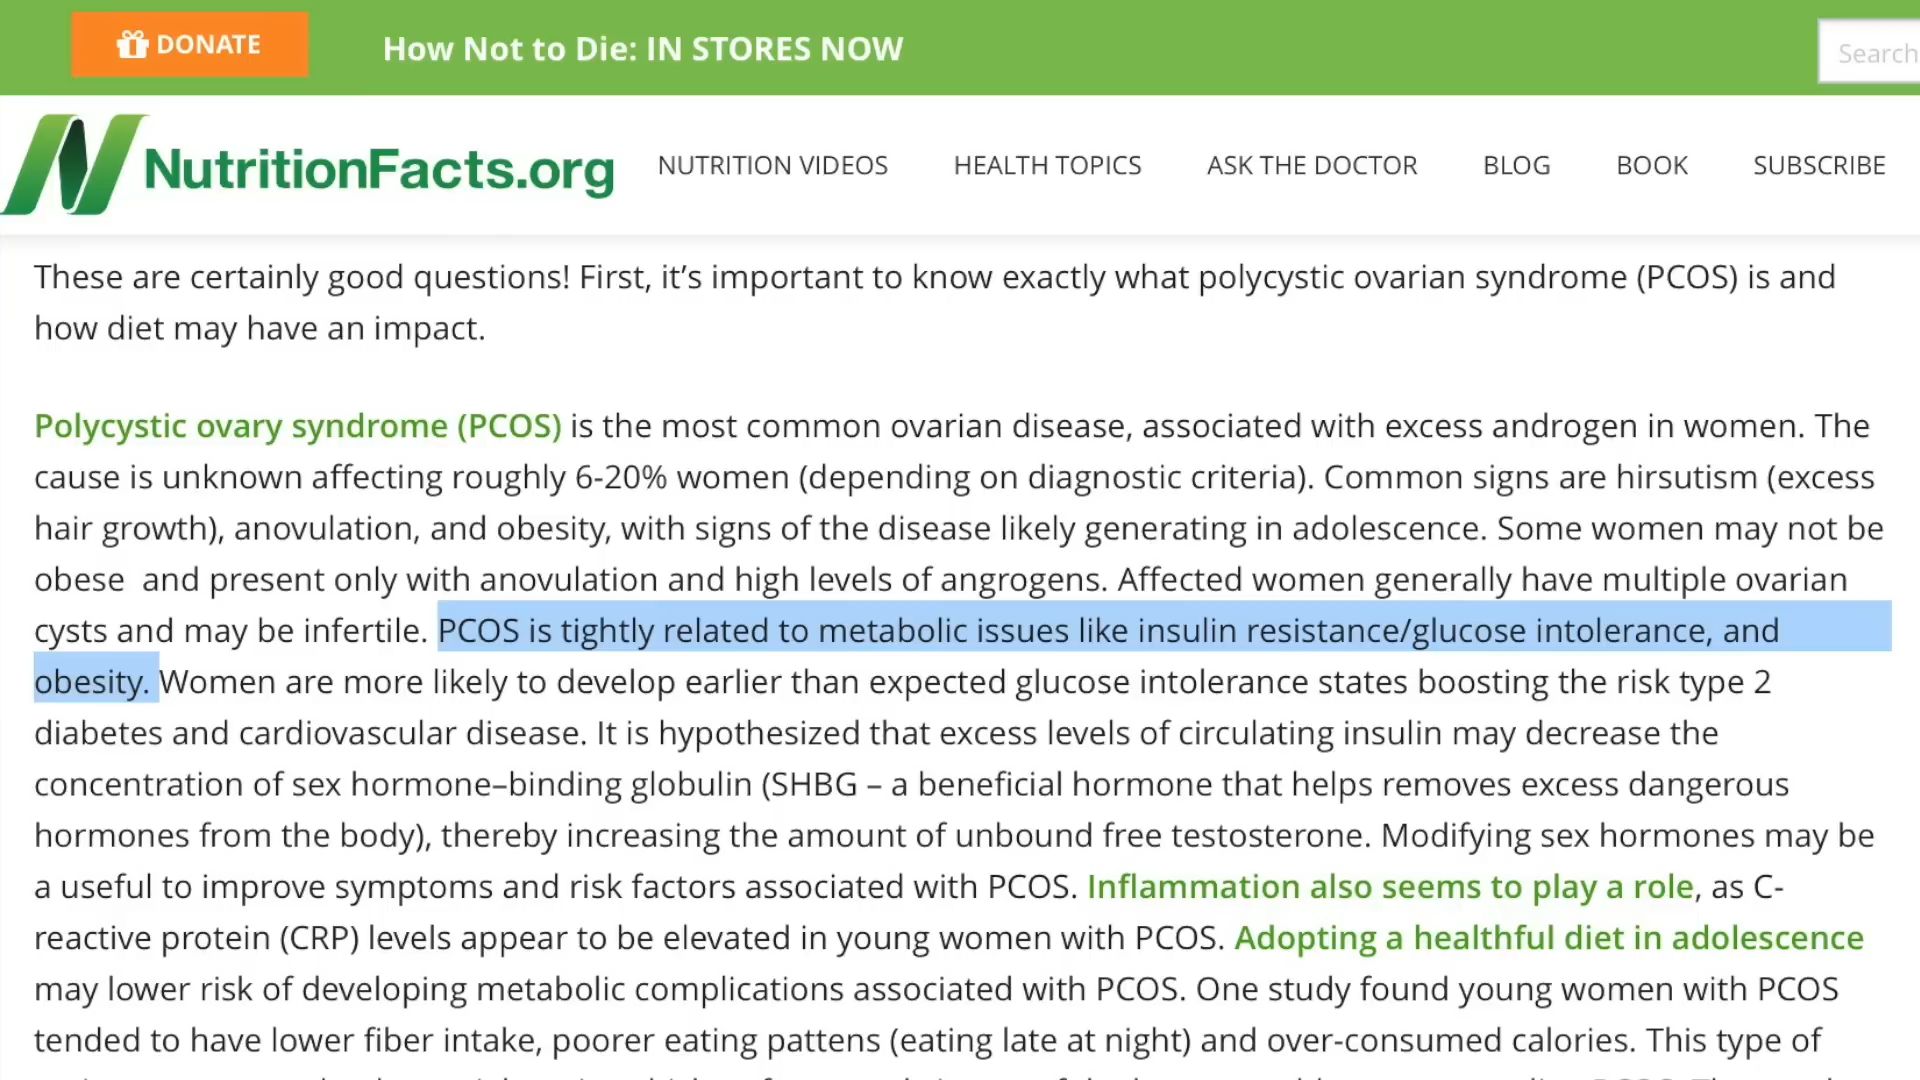 DONATE
How Not to Die: IN STORES NOW
Search
NutritionFacts.org
NUTRITION VIDEOS
HEALTH TOPICS
ASK THE DOCTOR
BLOG
BOOK
SUBSCRIBE
These are certainly good questions! First, it’s important to know exactly what polycystic ovarian syndrome (PCOS) is and
how diet may have an impact.
Polycystic ovary syndrome (PCOS) is the most common ovarian disease, associated with excess androgen in women. The
cause is unknown affecting roughly 6-20% women (depending on diagnostic criteria). Common signs are hirsutism (excess
hair growth), anovulation, and obesity, with signs of the disease likely generating in adolescence. Some women may not be
obese  and present only with anovulation and high levels of angrogens. Affected women generally have multiple ovarian
cysts and may be infertile. PCOS is tightly related to metabolic issues like insulin resistance/glucose intolerance, and
obesity. Women are more likely to develop earlier than expected glucose intolerance states boosting the risk type 2
diabetes and cardiovascular disease. It is hypothesized that excess levels of circulating insulin may decrease the
concentration of sex hormone–binding globulin (SHBG – a beneficial hormone that helps removes excess dangerous
hormones from the body), thereby increasing the amount of unbound free testosterone. Modifying sex hormones may be
a useful to improve symptoms and risk factors associated with PCOS. Inflammation also seems to play a role, as C-
reactive protein (CRP) levels appear to be elevated in young women with PCOS. Adopting a healthful diet in adolescence
may lower risk of developing metabolic complications associated with PCOS. One study found young women with PCOS
tended to have lower fiber intake, poorer eating pattens (eating late at night) and over-consumed calories. This type of